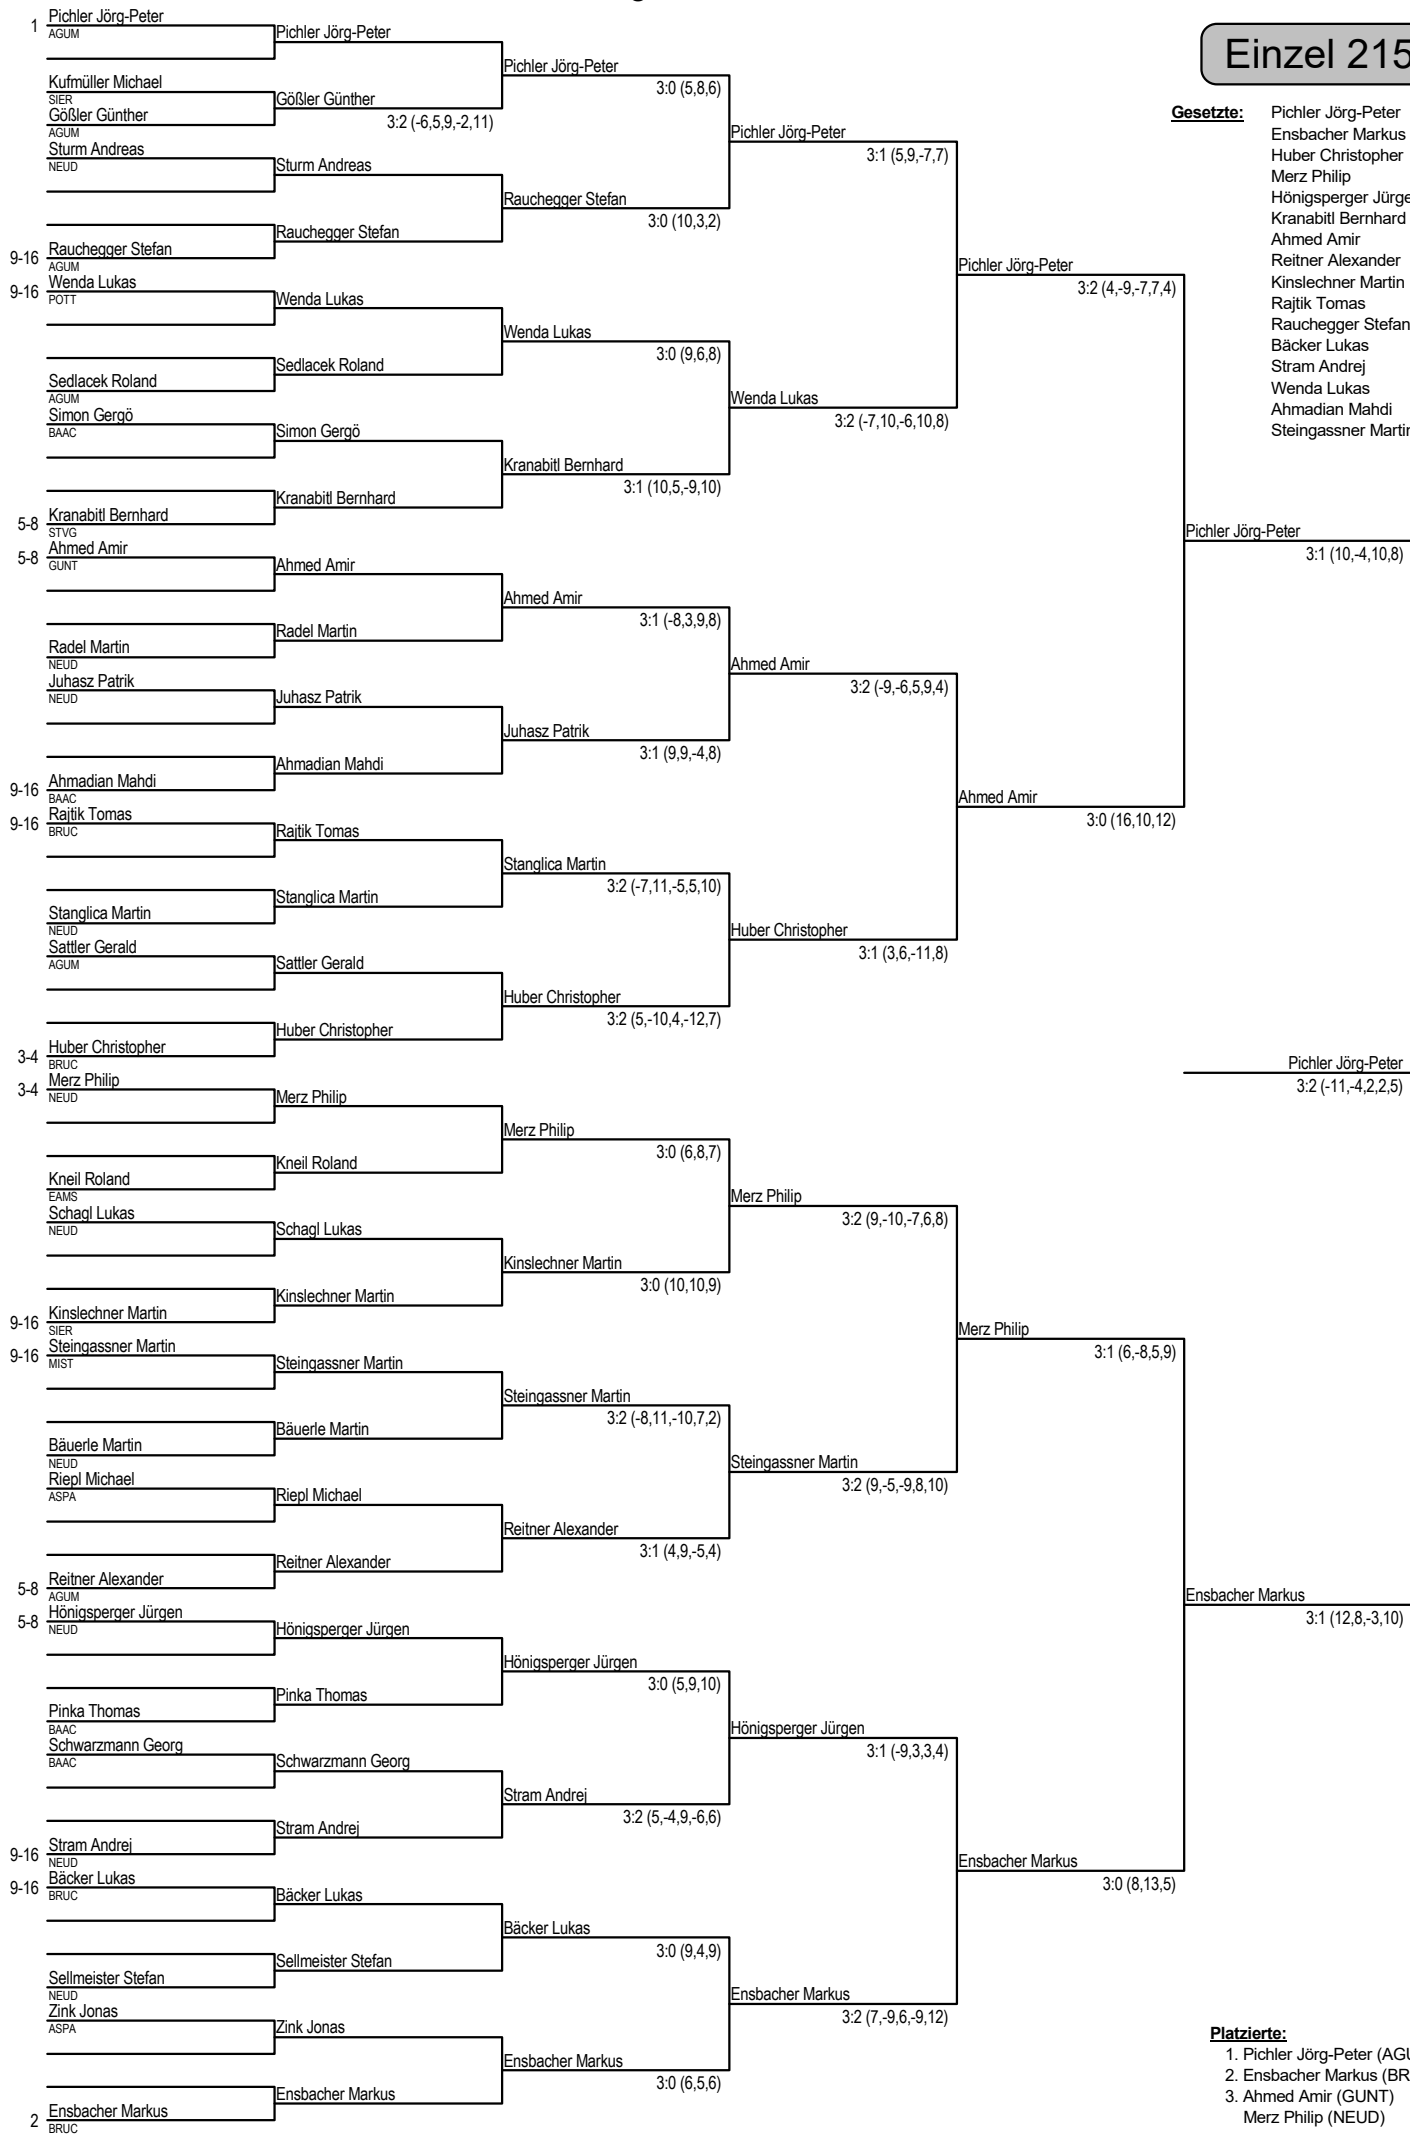 Einzel 215
Gesetzte:
Pichler Jörg-Peter
Ensbacher Markus
Huber Christopher
Merz Philip
Hönigsperger Jürge
Kranabitl Bernhard
Ahmed Amir
Reitner Alexander
Kinslechner Martin
Rajtik Tomas
Rauchegger Stefan
Bäcker Lukas
Stram Andrej
Wenda Lukas
Ahmadian Mahdi
Steingassner Martin
1 Pichler Jörg-Peter
AGUM
Kufmüller Michael
SIER
Gößler Günther
AGUM
Sturm Andreas
NEUD
9-16 Rauchegger Stefan
AGUM
9-16 Wenda Lukas
POTT
Sedlacek Roland
AGUM
Simon Gergö
BAAC
5-8 Kranabitl Bernhard
STVG
5-8 Ahmed Amir
GUNT
Radel Martin
NEUD
Juhasz Patrik
NEUD
9-16 Ahmadian Mahdi
BAAC
9-16 Rajtik Tomas
BRUC
Stanglica Martin
NEUD
Sattler Gerald
AGUM
3-4 Huber Christopher
BRUC
3-4 Merz Philip
NEUD
Kneil Roland
EAMS
Schagl Lukas
NEUD
9-16 Kinslechner Martin
SIER
9-16 Steingassner Martin
MIST
Bäuerle Martin
NEUD
Riepl Michael
ASPA
5-8 Reitner Alexander
AGUM
5-8 Hönigsperger Jürgen
NEUD
Pinka Thomas
BAAC
Schwarzmann Georg
BAAC
9-16 Stram Andrej
NEUD
9-16 Bäcker Lukas
BRUC
Sellmeister Stefan
NEUD
Zink Jonas
ASPA
2 Ensbacher Markus
BRUC
Pichler Jörg-Peter
Gößler Günther
3:2 (-6,5,9,-2,11)
Sturm Andreas
Rauchegger Stefan
Wenda Lukas
Sedlacek Roland
Simon Gergö
Kranabitl Bernhard
Ahmed Amir
Radel Martin
Juhasz Patrik
Ahmadian Mahdi
Rajtik Tomas
Stanglica Martin
Sattler Gerald
Huber Christopher
Merz Philip
Kneil Roland
Schagl Lukas
Kinslechner Martin
Steingassner Martin
Bäuerle Martin
Riepl Michael
Reitner Alexander
Hönigsperger Jürgen
Pinka Thomas
Schwarzmann Georg
Stram Andrej
Bäcker Lukas
Sellmeister Stefan
Zink Jonas
Ensbacher Markus
Pichler Jörg-Peter
3:0 (5,8,6)
Rauchegger Stefan
3:0 (10,3,2)
Wenda Lukas
3:0 (9,6,8)
Kranabitl Bernhard
3:1 (10,5,-9,10)
Ahmed Amir
3:1 (-8,3,9,8)
Juhasz Patrik
3:1 (9,9,-4,8)
Stanglica Martin
3:2 (-7,11,-5,5,10)
Huber Christopher
3:2 (5,-10,4,-12,7)
Merz Philip
3:0 (6,8,7)
Kinslechner Martin
3:0 (10,10,9)
Steingassner Martin
3:2 (-8,11,-10,7,2)
Reitner Alexander
3:1 (4,9,-5,4)
Hönigsperger Jürgen
3:0 (5,9,10)
Stram Andrej
3:2 (5,-4,9,-6,6)
Bäcker Lukas
3:0 (9,4,9)
Ensbacher Markus
3:0 (6,5,6)
Pichler Jörg-Peter
3:1 (5,9,-7,7)
Wenda Lukas
3:2 (-7,10,-6,10,8)
Ahmed Amir
3:2 (-9,-6,5,9,4)
Huber Christopher
3:1 (3,6,-11,8)
Merz Philip
3:2 (9,-10,-7,6,8)
Steingassner Martin
3:2 (9,-5,-9,8,10)
Hönigsperger Jürgen
3:1 (-9,3,3,4)
Ensbacher Markus
3:2 (7,-9,6,-9,12)
Pichler Jörg-Peter
3:2 (4,-9,-7,7,4)
Ahmed Amir
3:0 (16,10,12)
Merz Philip
3:1 (6,-8,5,9)
Ensbacher Markus
3:0 (8,13,5)
Pichler Jörg-Peter
3:1 (10,-4,10,8)
Ensbacher Markus
3:1 (12,8,-3,10)
Pichler Jörg-Peter
3:2 (-11,-4,2,2,5)
Platzierte:
1. Pichler Jörg-Peter (AGU
2. Ensbacher Markus (BR
3. Ahmed Amir (GUNT)
Merz Philip (NEUD)